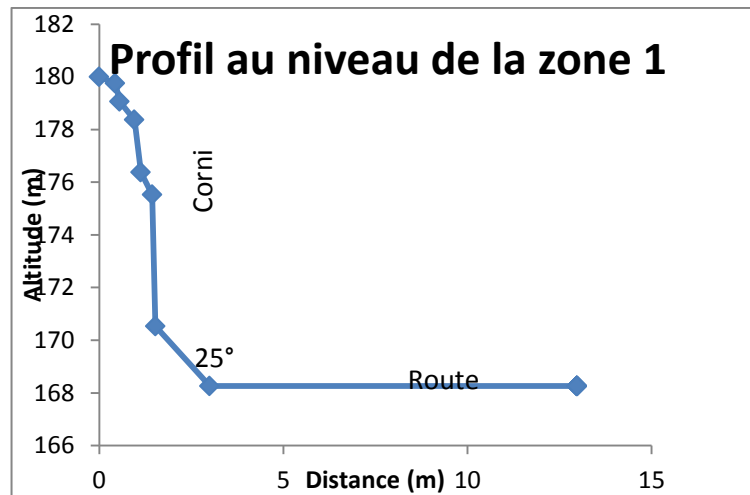 Profil au niveau de la zone 1
182
180
178
176
174
172
170
168
166
Altitude (m)
Corni
25°
Route
0
5
10
15
Distance (m)